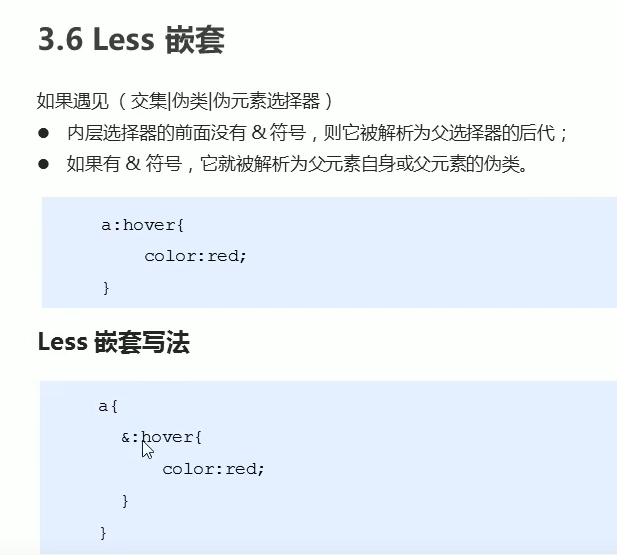 3.6 Less 嵌套
如果遇见 （交集|伪类|伪元素选择器）
● 内层选择器的前面没有 & 符号，则它被解析为父选择器的后代；
● 如果有 & 符号，它就被解析为父元素自身或父元素的伪类。
a:hover{
color:red;
}
Less 嵌套写法
a{
&:hover{
color:red;
}
}